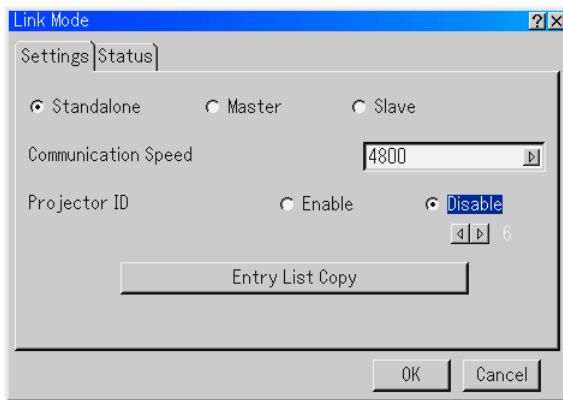 Link Mode
Settings Status
Standalone Master Slave
Communication Speed 4800
Projector ID Enable Disable
6
Entry List Copy
OK Cancel